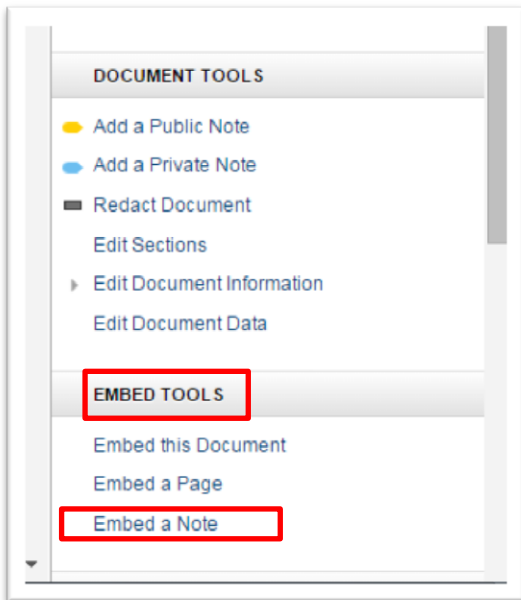 DOCUMENT TOOLS
Add a Public Note
Add a Private Note
Redact Document
Edit Sections
Edit Document Information
Edit Document Data
EMBED TOOLS
Embed this Document
Embed a Page
Embed a Note